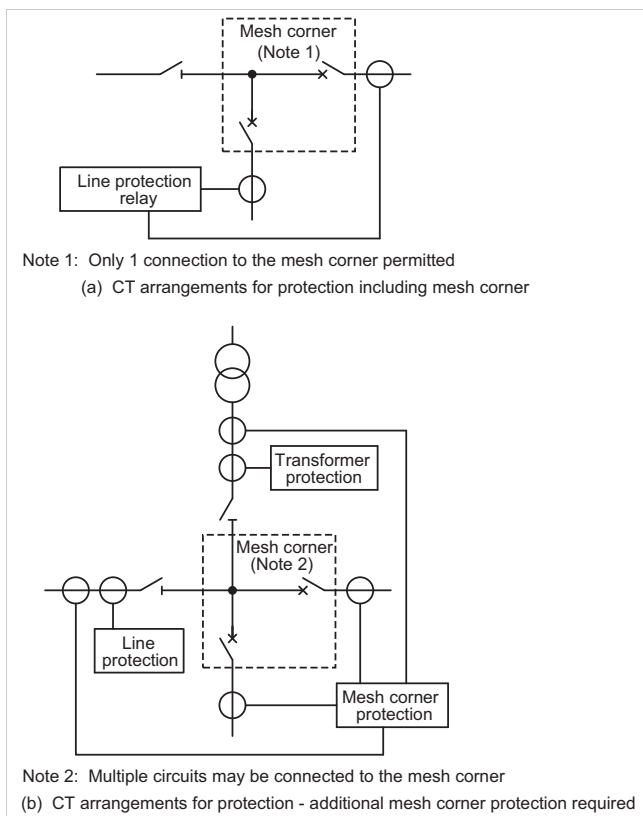 Mesh corner
(Note 1)
Line protection
relay
Note 1: Only 1 connection to the mesh corner permitted
(a) CT arrangements for protection including mesh corner
Transformer
protection
Mesh corner
(Note 2)
Line
protection
Mesh corner
protection
Note 2: Multiple circuits may be connected to the mesh corner
(b) CT arrangements for protection - additional mesh corner protection required